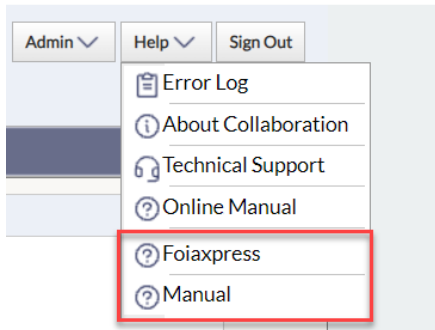 Admin Help Sign Out
Error Log
About Collaboration
Technical Support
Online Manual
Foiaxpress
Manual